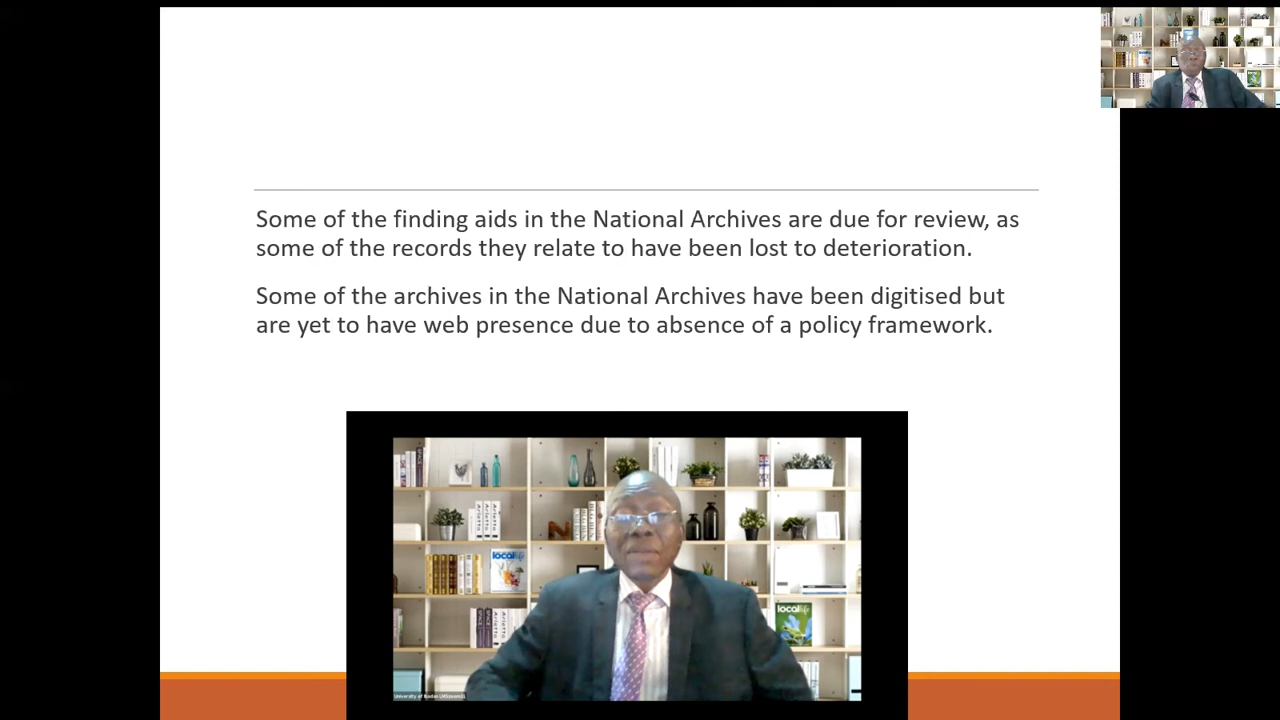 Some of the finding aids in the National Archives are due for review, as
some of the records they relate to have been lost to deterioration.
Some of the archives in the National Archives have been digitised but
are yet to have web presence due to absence of a policy framework.
local
locallife